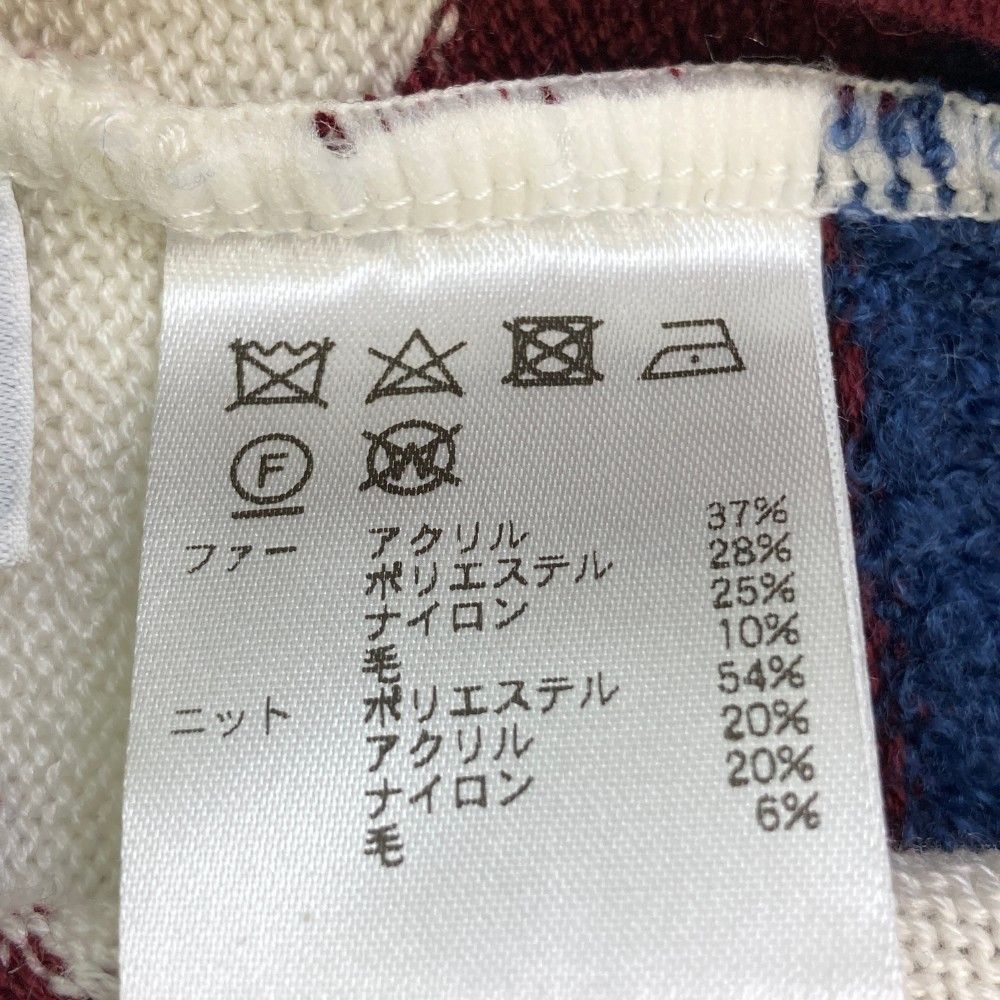 F W
ファー アクリル 37%
ポリエステル 28%
ナイロン 25%
毛 10%
ニット ポリエステル 54%
アクリル 20%
ナイロン 20%
毛 6%